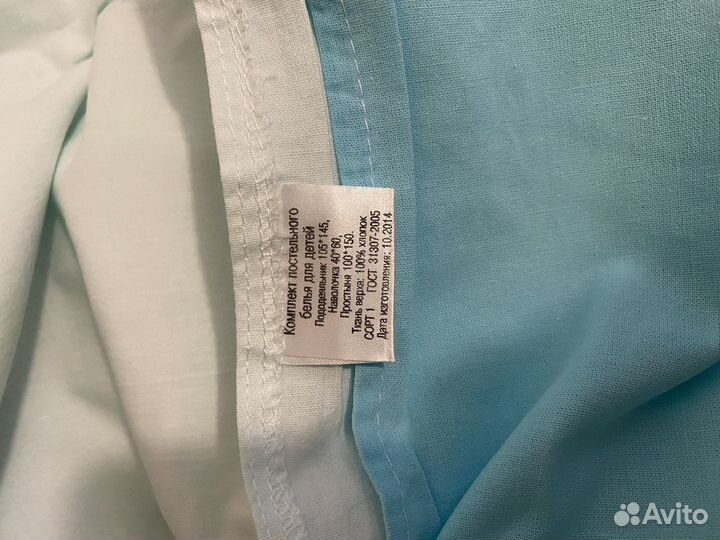 Комплект постельного
белья для детей
Пододеяльник 105*145,
Наволочка 40*60,
Простыня 100*150.
Ткань верха: 100% хлопок
СОРТ 1 ГОСТ 31307-2005
Дата изготовления: 10.2014
Avito